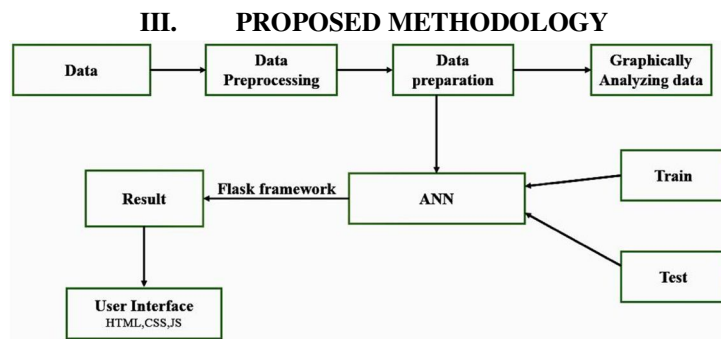 III. PROPOSED METHODOLOGY
Data
Data
Preprocessing
Data
preparation
Graphically
Analyzing data
Result
Flask framework
ANN
Train
Test
User Interface
HTML,CSS,JS